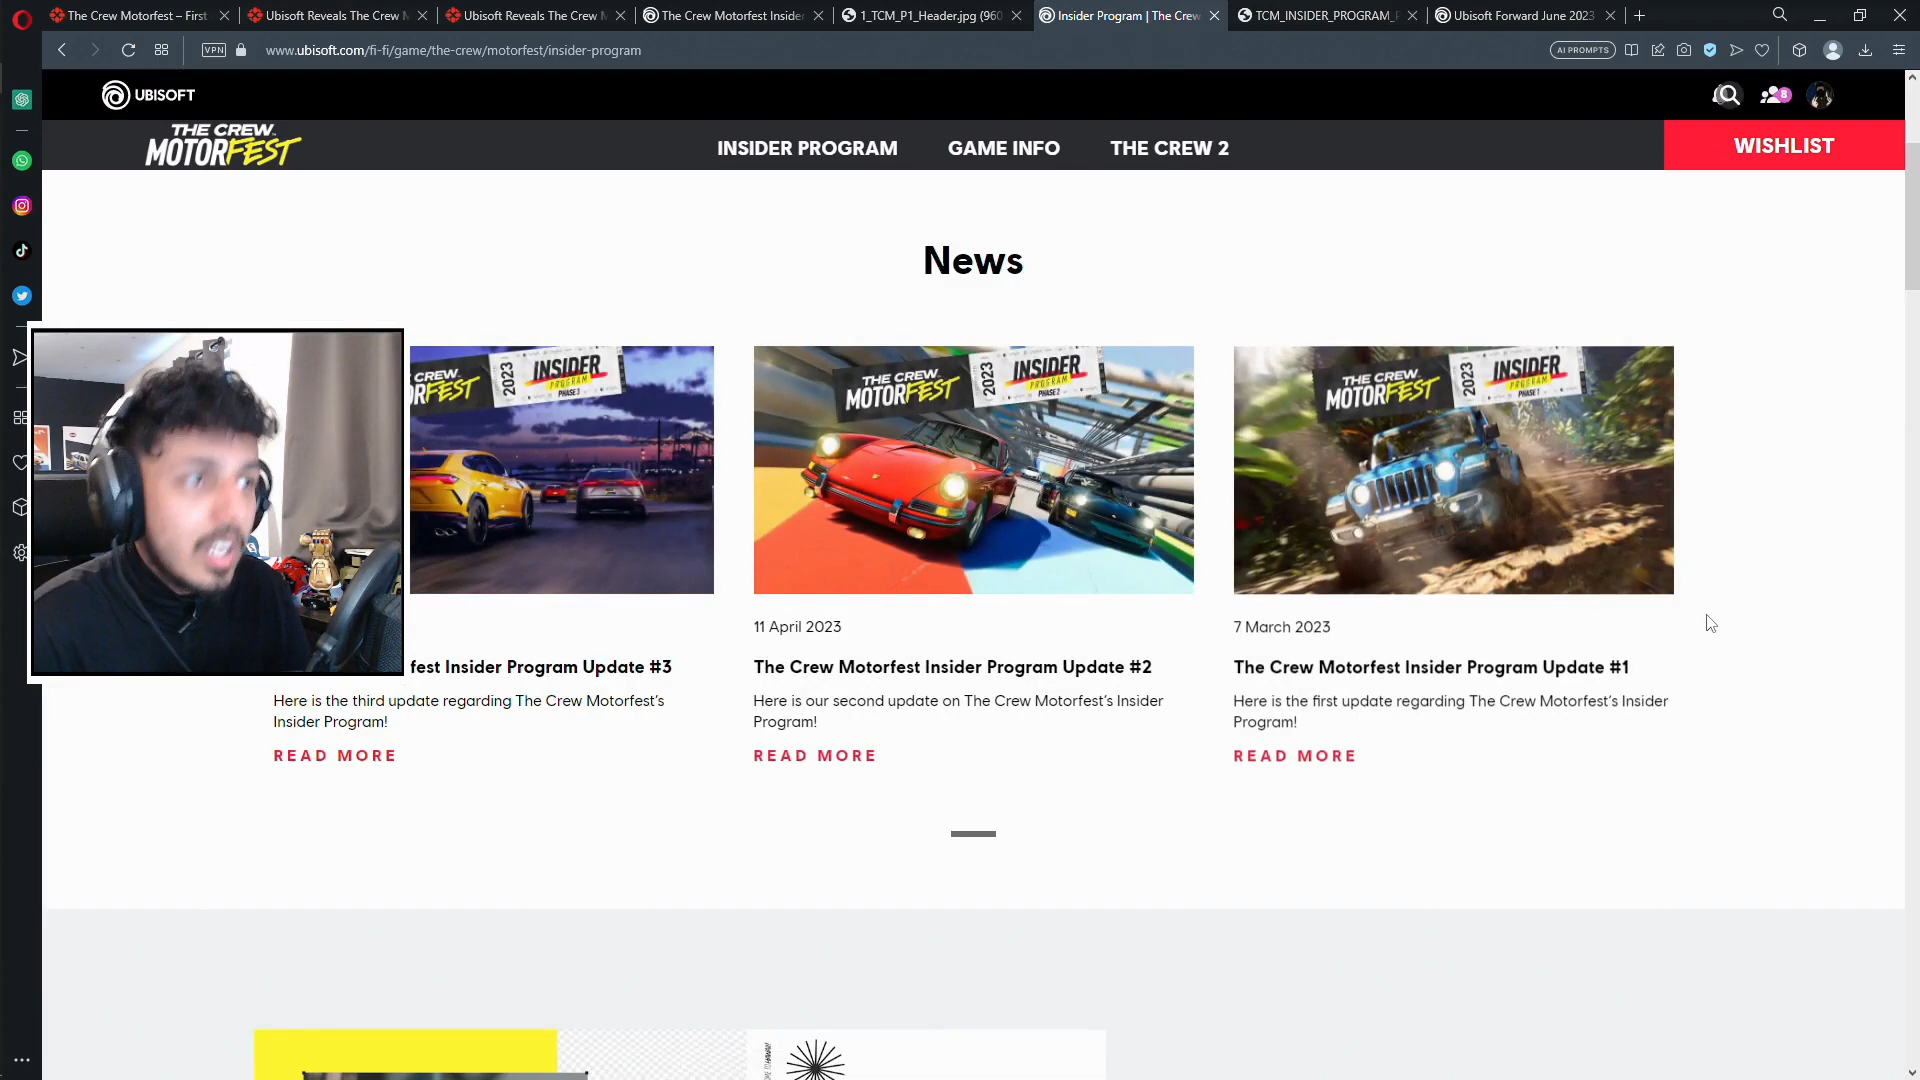 The Crew Motorfest – First
Ubisoft Reveals The Crew M
Ubisoft Reveals The Crew M
The Crew Motorfest Insider
1_TCM_P1_Header.jpg (960
Insider Program | The Crew
TCM_INSIDER_PROGRAM_P
Ubisoft Forward June 2023
VPN
www.ubisoft.com/fi-fi/game/the-crew/motorfest/insider-program
AI PROMPTS
UBISOFT
8
THE CREW
MOTORFEST
INSIDER PROGRAM
GAME INFO
THE CREW 2
WISHLIST
News
CREW
MOTORFEST
2023
INSIDER
PROGRAM
PHASE 3
THE CREW
MOTORFEST
2023
INSIDER
PROGRAM
PHASE 2
THE CREW
MOTORFEST
2023
INSIDER
PROGRAM
PHASE 1
fest Insider Program Update #3
Here is the third update regarding The Crew Motorfest's
Insider Program!
READ MORE
11 April 2023
The Crew Motorfest Insider Program Update #2
Here is our second update on The Crew Motorfest's Insider
Program!
READ MORE
7 March 2023
The Crew Motorfest Insider Program Update #1
Here is the first update regarding The Crew Motorfest's Insider
Program!
READ MORE